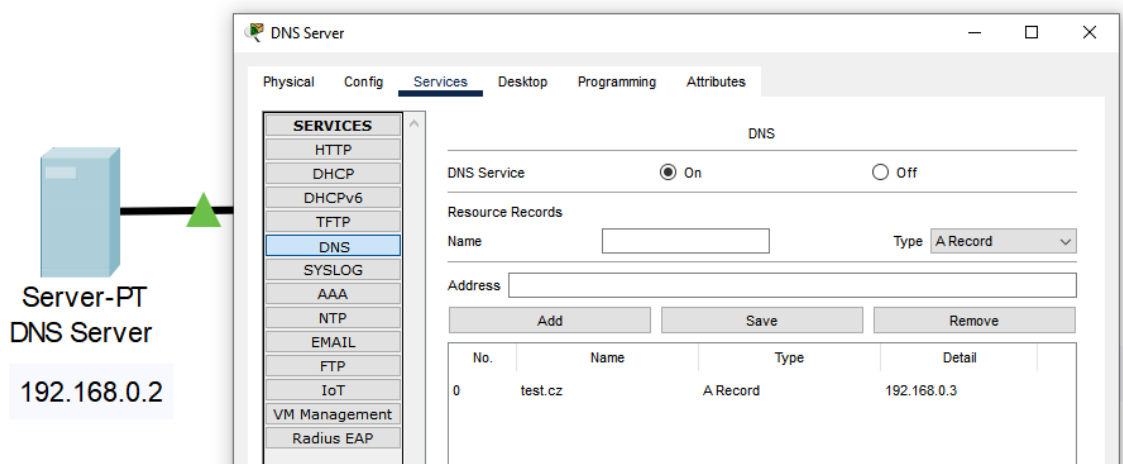 DNS Server
Physical Config Services Desktop Programming Attributes
SERVICES
HTTP
DHCP
DHCPv6
TFTP
DNS
SYSLOG
AAA
NTP
EMAIL
FTP
IoT
VM Management
Radius EAP
DNS
DNS Service On Off
Resource Records
Name Type A Record
Address
Add Save Remove
No. Name Type Detail
0 test.cz A Record 192.168.0.3
Server-PT
DNS Server
192.168.0.2